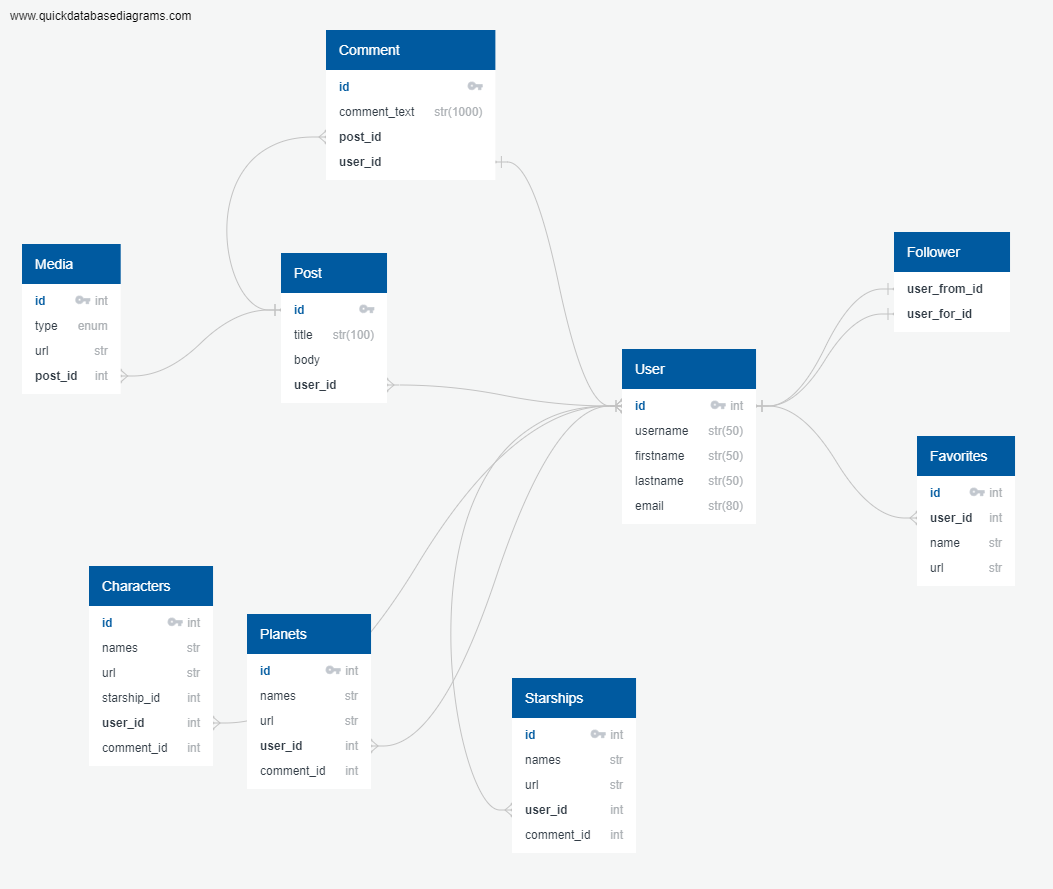 www.quickdatabasediagrams.com
Comment
id
comment_text str(1000)
post_id
user_id
Media
id int
type enum
url str
post_id int
Post
id
title str(100)
body
user_id
Follower
user_from_id
user_for_id
User
id int
username str(50)
firstname str(50)
lastname str(50)
email str(80)
Favorites
id int
user_id int
name str
url str
Characters
id int
names str
url str
starship_id int
user_id int
comment_id int
Planets
id int
names str
url str
user_id int
comment_id int
Starships
id int
names str
url str
user_id int
comment_id int